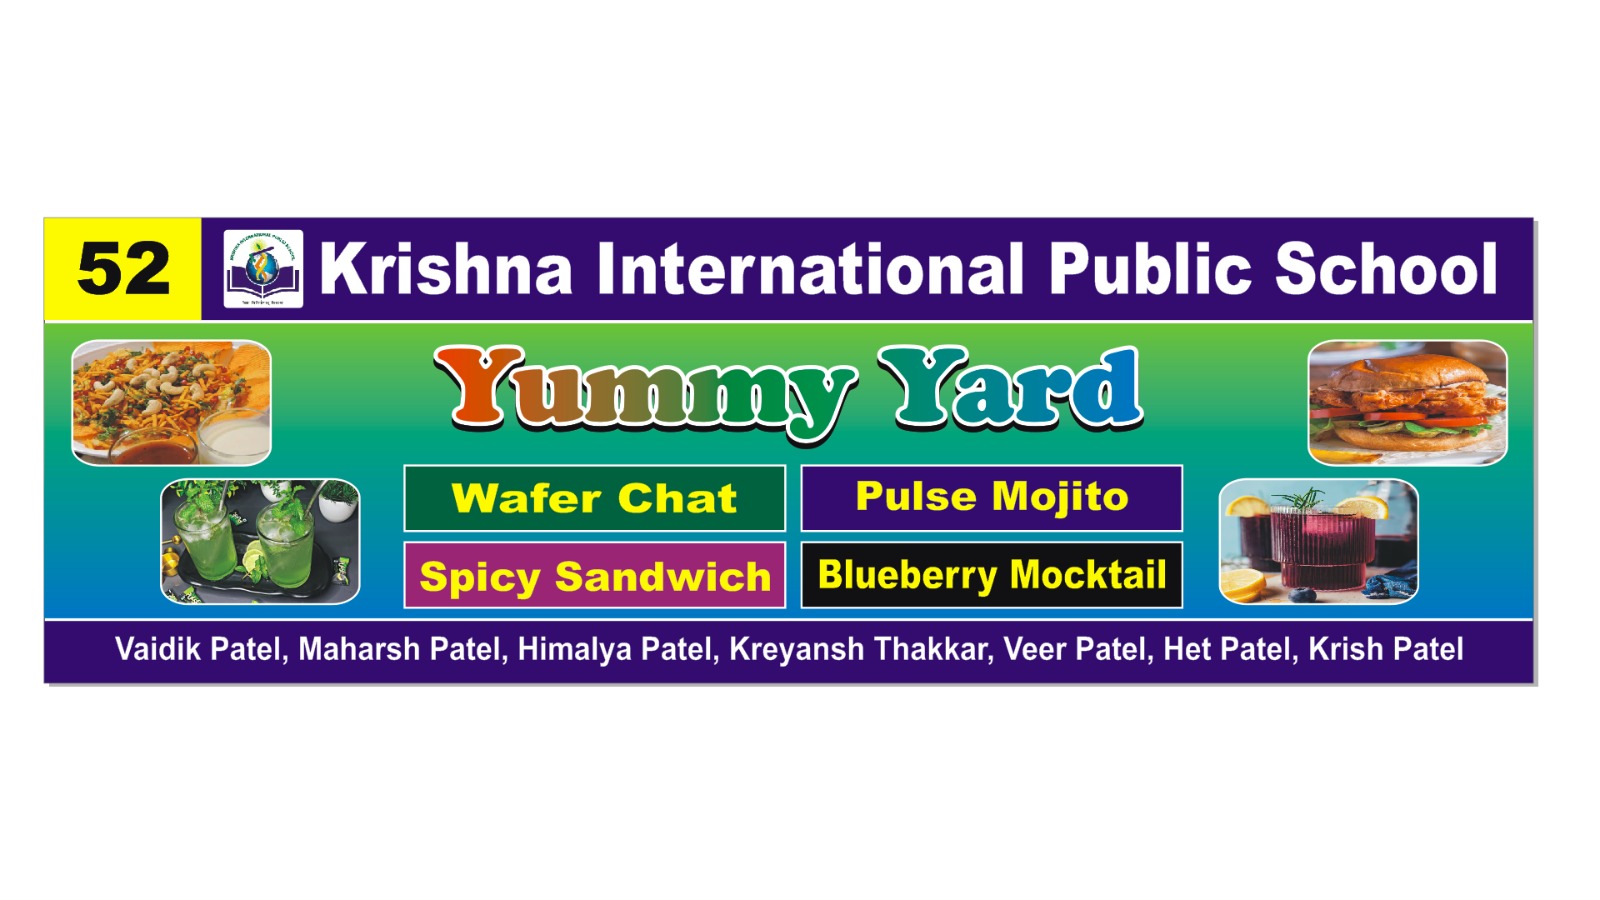 52
Krishna International Public School
Yummy Yard
Wafer Chat
Pulse Mojito
Spicy Sandwich
Blueberry Mocktail
Vaidik Patel, Maharsh Patel, Himalya Patel, Kreyansh Thakkar, Veer Patel, Het Patel, Krish Patel